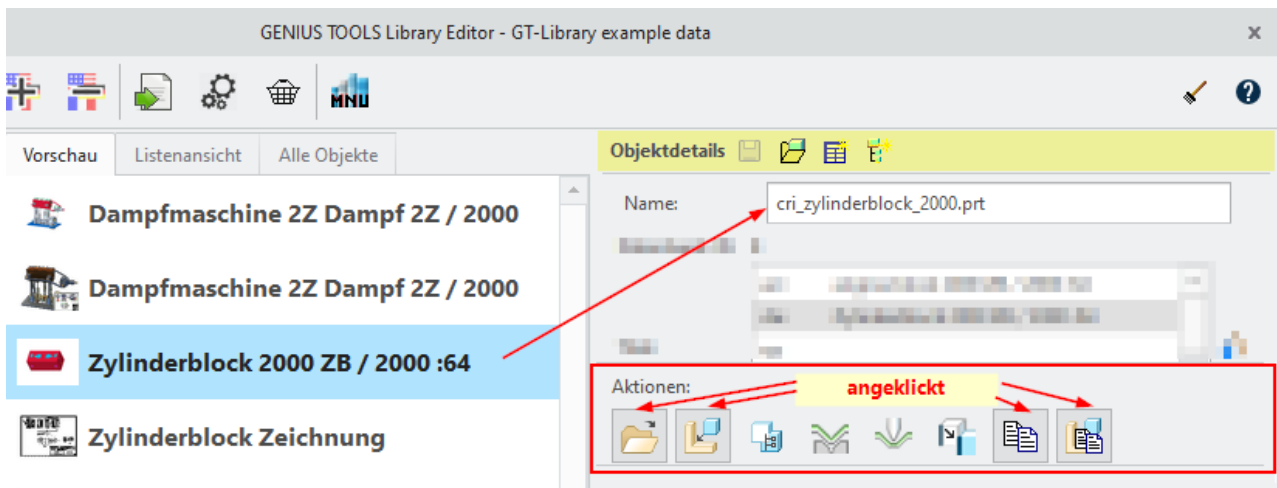 GENIUS TOOLS Library Editor - GT-Library example data
MNU
Vorschau Listenansicht Alle Objekte
Dampfmaschine 2Z Dampf 2Z / 2000
Dampfmaschine 2Z Dampf 2Z / 2000
Zylinderblock 2000 ZB / 2000 :64
Zylinderblock Zeichnung
Objektdetails
Name: cri_zylinderblock_2000.prt
Aktionen: angeklickt